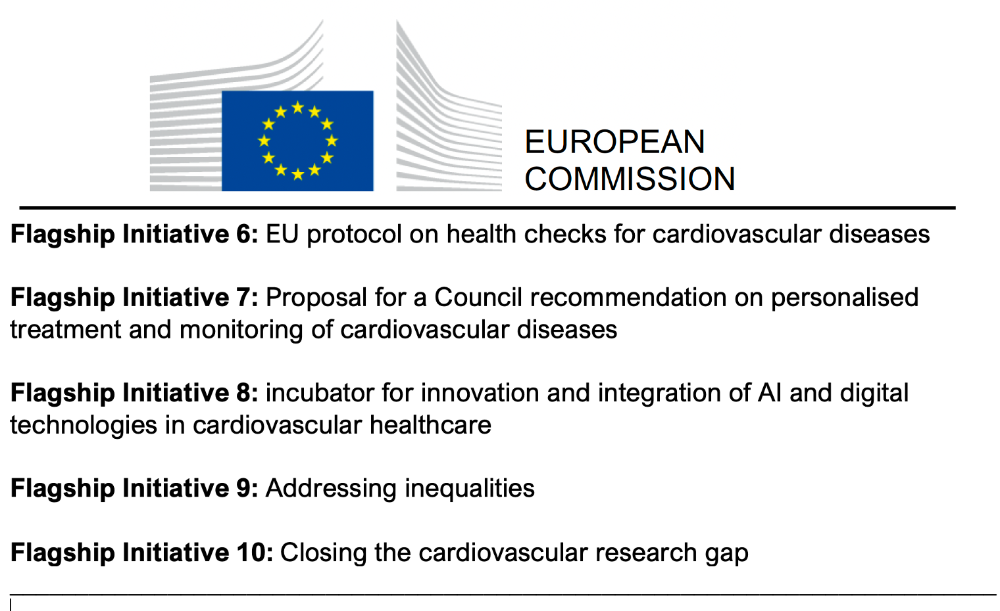 EUROPEAN
COMMISSION
Flagship Initiative 6: EU protocol on health checks for cardiovascular diseases
Flagship Initiative 7: Proposal for a Council recommendation on personalised
treatment and monitoring of cardiovascular diseases
Flagship Initiative 8: incubator for innovation and integration of AI and digital
technologies in cardiovascular healthcare
Flagship Initiative 9: Addressing inequalities
Flagship Initiative 10: Closing the cardiovascular research gap